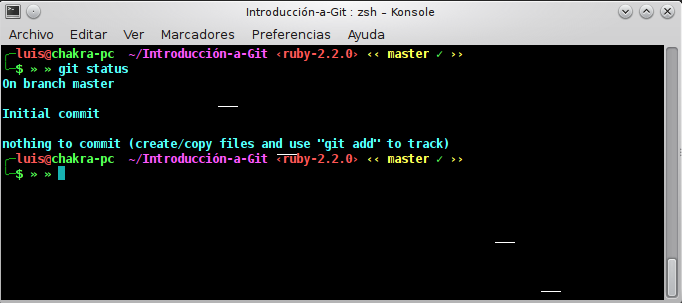 Introducción-a-Git : zsh – Konsole
Archivo Editar Ver Marcadores Preferencias Ayuda
luis@chakra-pc ~/Introducción-a-Git ‹ruby-2.2.0› ‹‹ master ✓ ››
$ » » git status
On branch master
Initial commit
nothing to commit (create/copy files and use "git add" to track)
luis@chakra-pc ~/Introducción-a-Git ‹ruby-2.2.0› ‹‹ master ✓ ››
$ » »